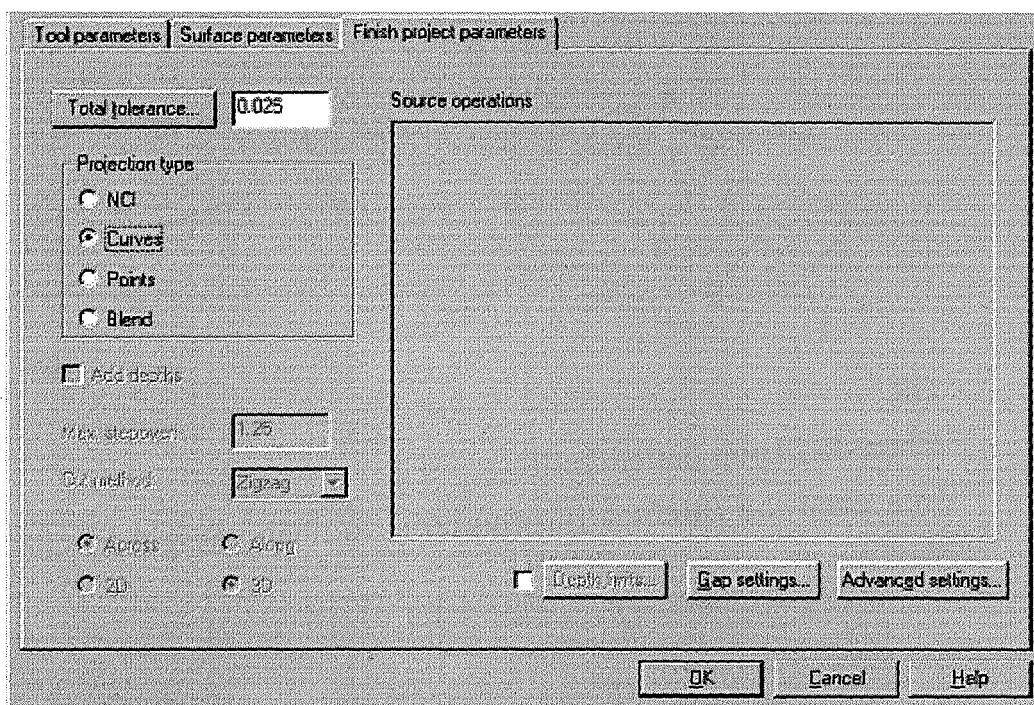 Tool parameters Surface parameters Finish project parameters
Total tolerance... 0.025
Source operations
Projection type
NCI
Curves
Points
Blend
Add depths
Max. stepover: 1.25
Cut method: Zigzag
Across Along
2D 3D
Depth limits... Gap settings... Advanced settings...
OK Cancel Help